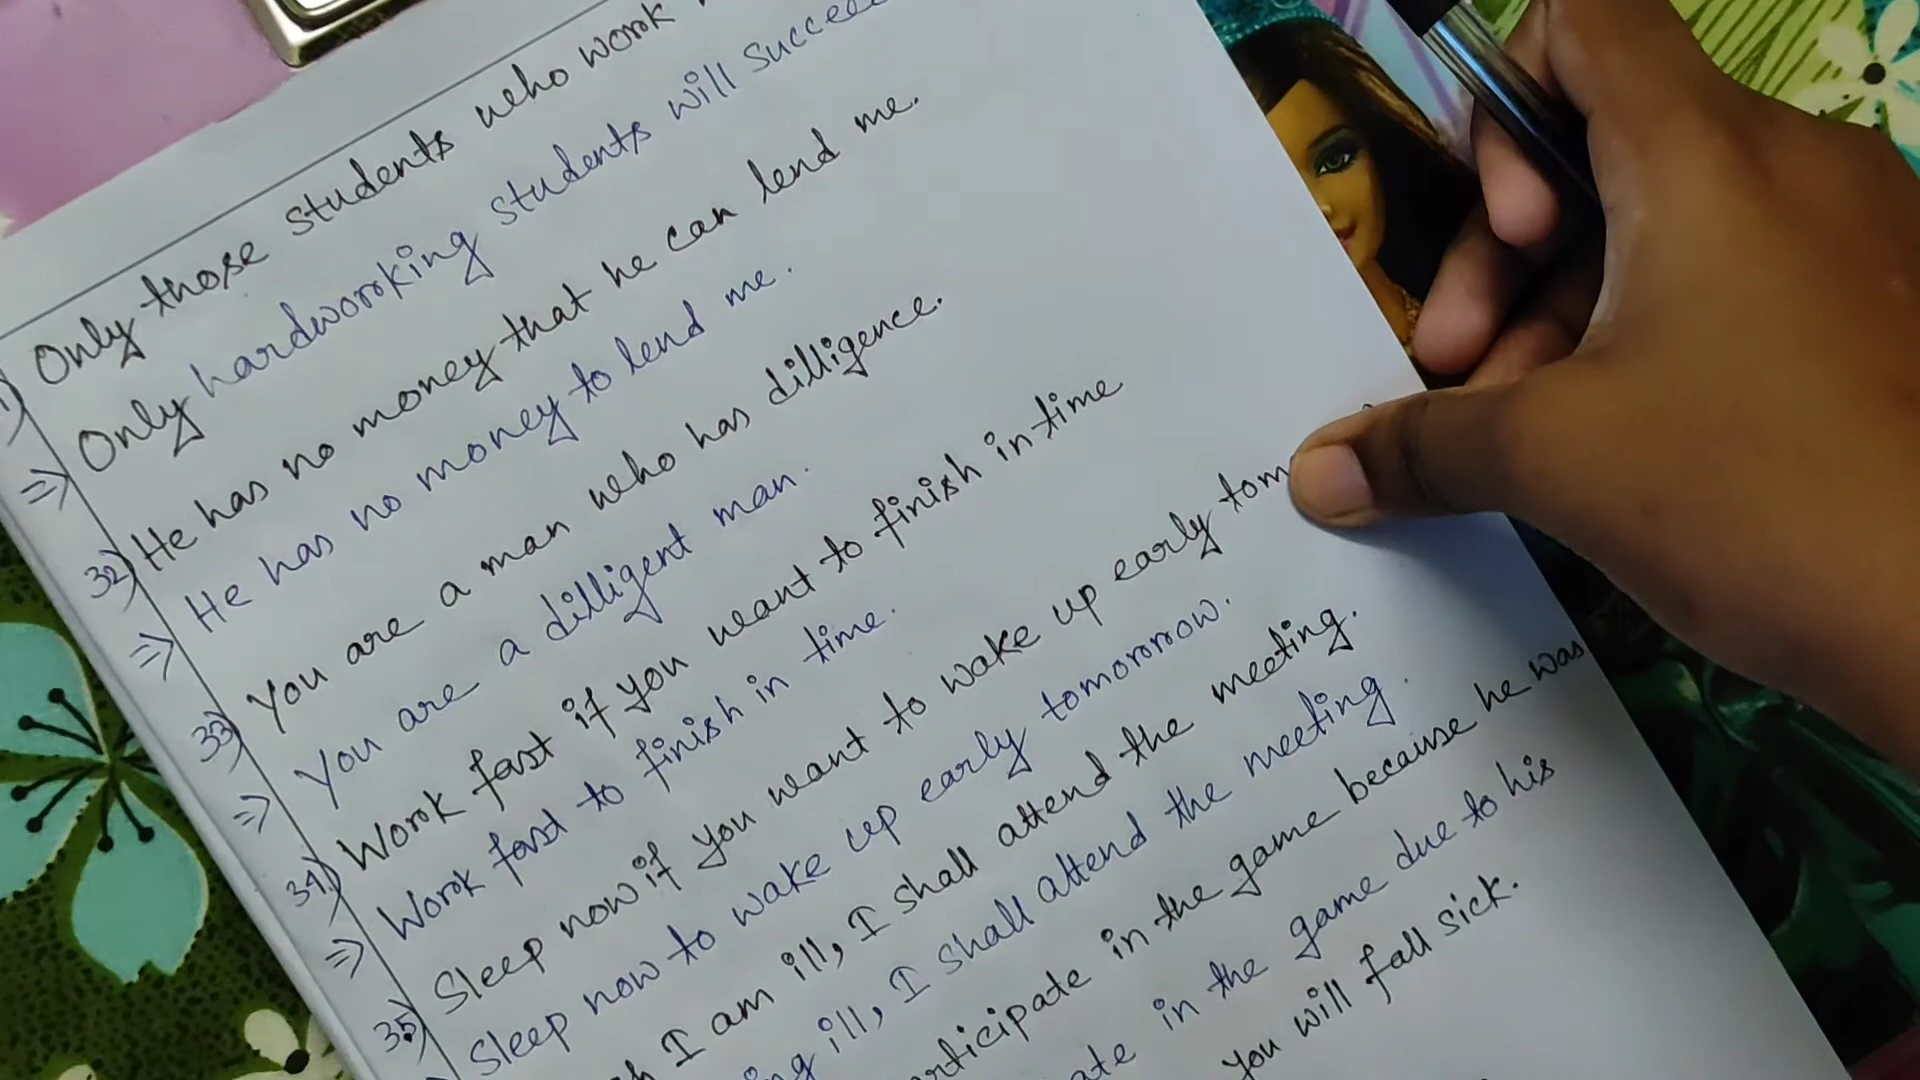 Only those students who work
=> Only hardworking students will succeed
32) He has no money that he can lend me.
=> He has no money to lend me.
33) You are a man who has dilligence.
=> You are a dilligent man.
34) Work fast if you want to finish in time
=> Work fast to finish in time.
35) Sleep now if you want to wake up early tom
Sleep now to wake up early tomorrow.
I am ill, I shall attend the meeting.
ill, I shall attend the meeting.
participate in the game because he was
in the game due to his
you will fall sick.